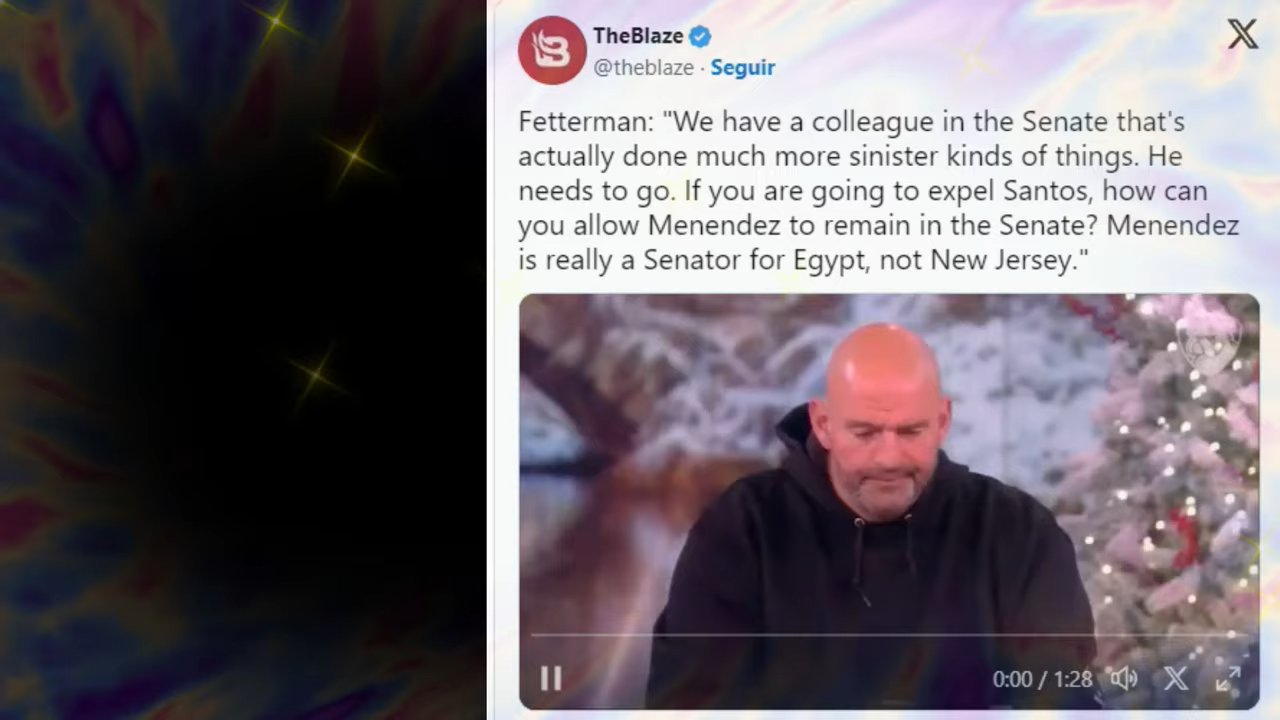 TheBlaze
@theblaze · Seguir
Fetterman: "We have a colleague in the Senate that's
actually done much more sinister kinds of things. He
needs to go. If you are going to expel Santos, how can
you allow Menendez to remain in the Senate? Menendez
is really a Senator for Egypt, not New Jersey."
0:00 / 1:28